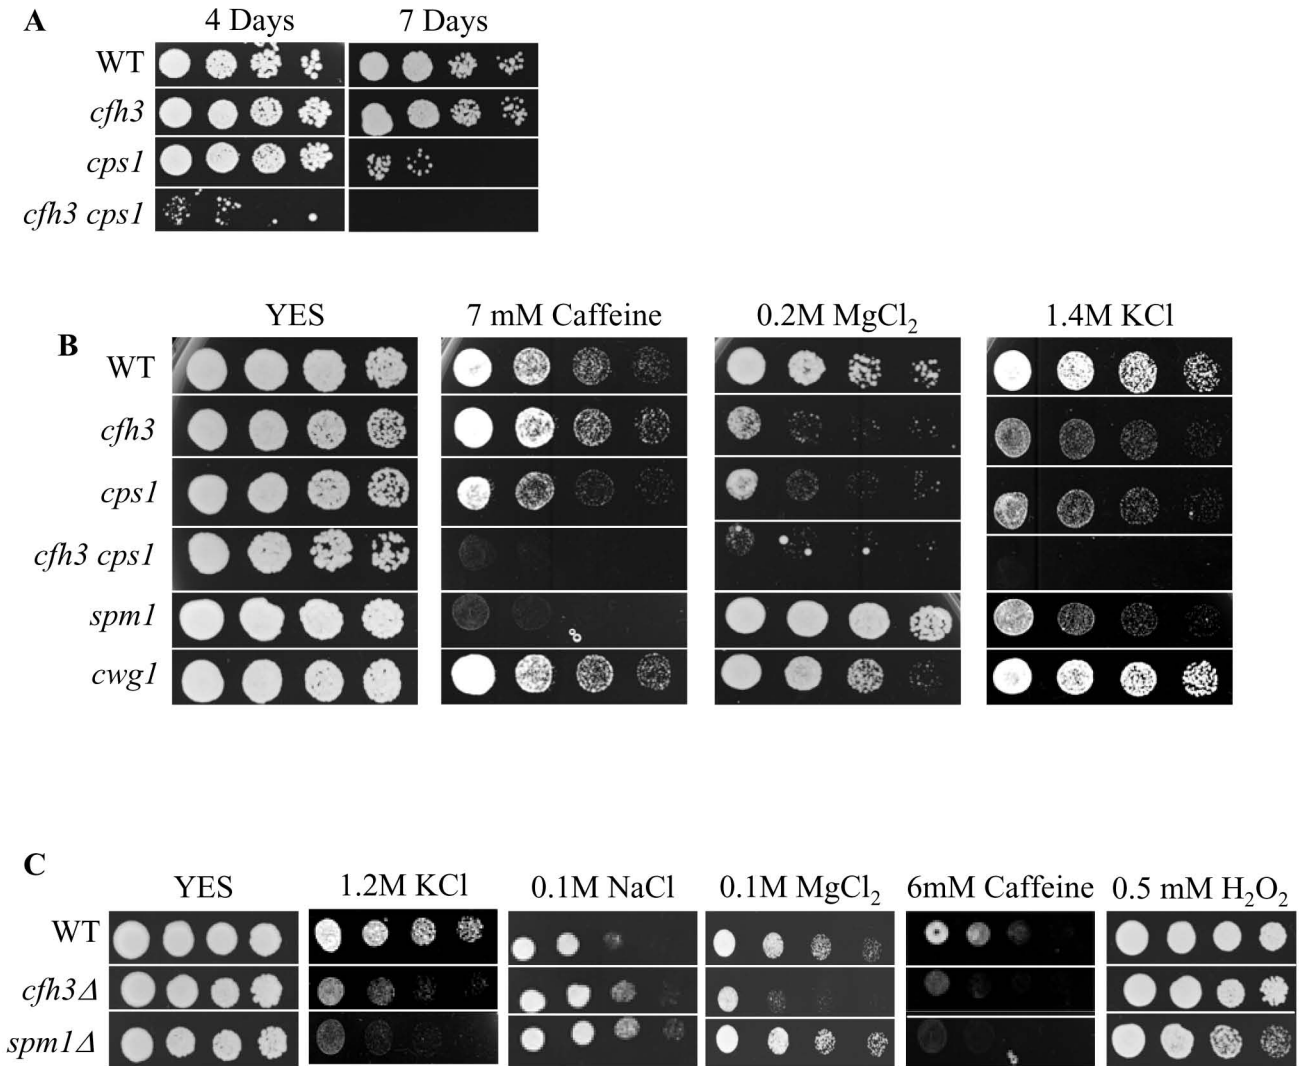 A
4 Days 7 Days
WT
cfh3
cps1
cfh3 cps1
B
YES 7 mM Caffeine 0.2M MgCl₂ 1.4M KCl
WT
cfh3
cps1
cfh3 cps1
spm1
cwg1
C
YES 1.2M KCl 0.1M NaCl 0.1M MgCl₂ 6mM Caffeine 0.5 mM H₂O₂
WT
cfh3Δ
spm1Δ